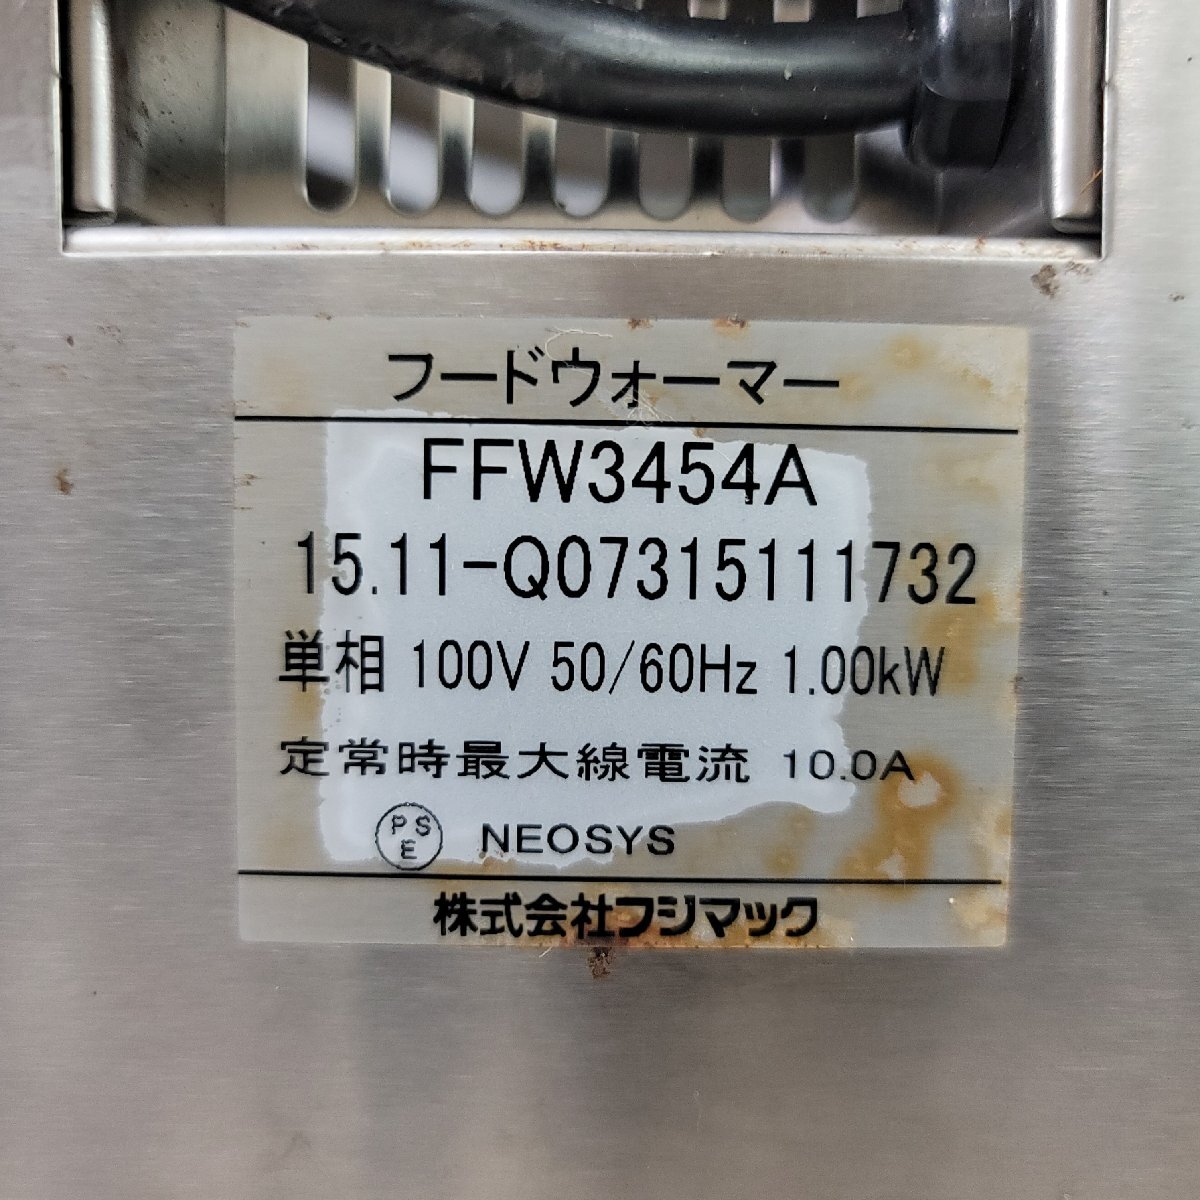 フードウォーマー
FFW3454A
15.11-Q07315111732
単相 100V 50/60Hz 1.00kW
定常時最大線電流 10.0A
PSE NEOSYS
株式会社フジマック